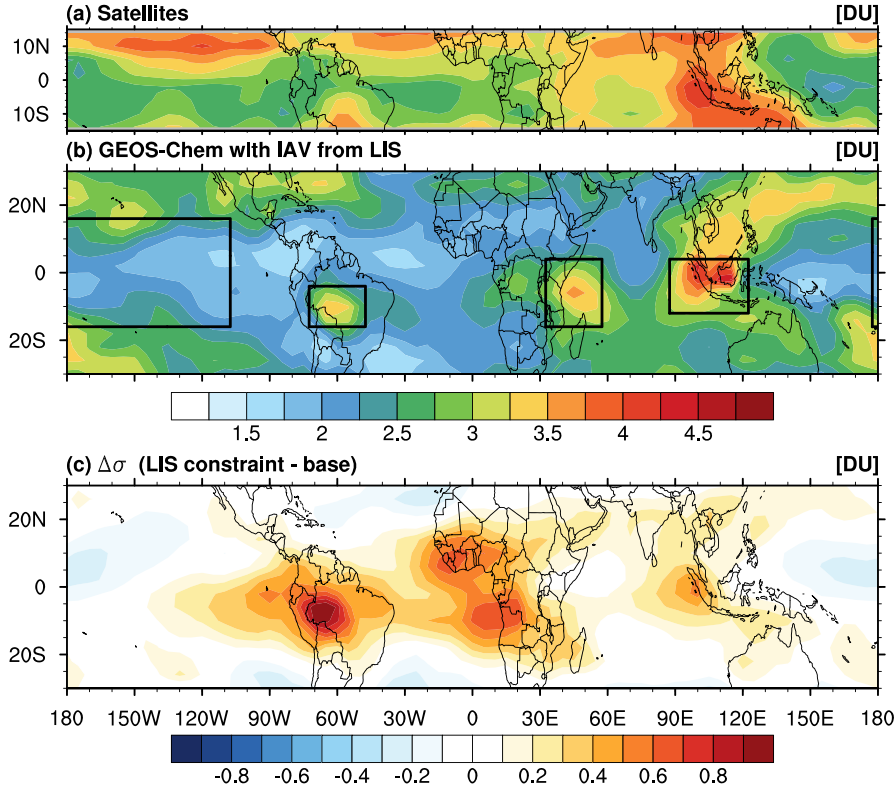 (a) Satellites [DU]
10N
0
10S
(b) GEOS-Chem wIth IAV from LIS [DU]
20N
0
20S
1.5 2 2.5 3 3.5 4 4.5
(c) Δσ (LIS constraint - base) [DU]
20N
0
20S
180 150W 120W 90W 60W 30W 0 30E 60E 90E 120E 150E 180
-0.8 -0.6 -0.4 -0.2 0 0.2 0.4 0.6 0.8